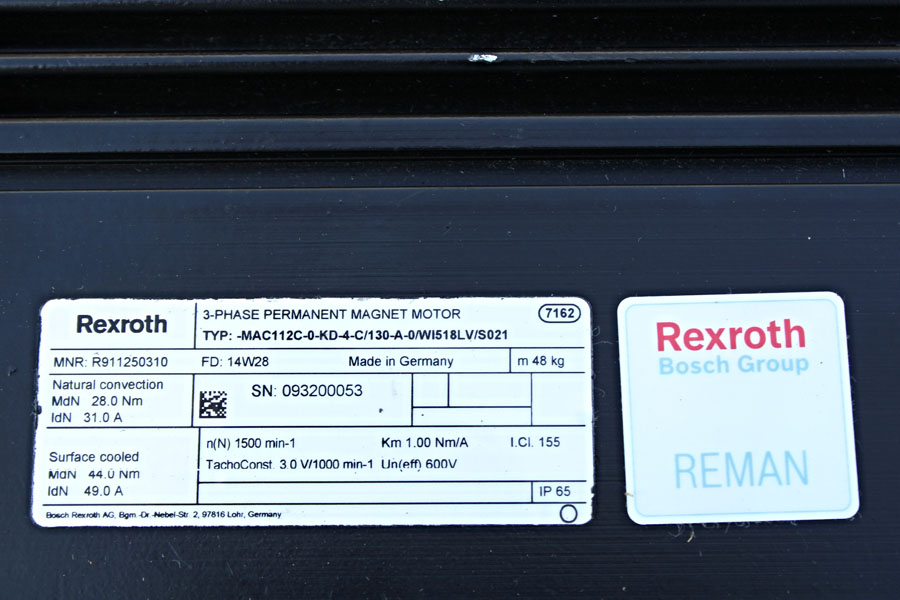 Rexroth
3-PHASE PERMANENT MAGNET MOTOR
7162
TYP: -MAC112C-0-KD-4-C/130-A-0/WI518LV/S021
MNR: R911250310
FD: 14W28
Made in Germany
m 48 kg
Natural convection
MdN 28.0 Nm
IdN 31.0 A
SN: 093200053
Surface cooled
MdN 44.0 Nm
IdN 49.0 A
n(N) 1500 min-1
Km 1.00 Nm/A
I.Cl. 155
TachoConst. 3.0 V/1000 min-1 Un(eff) 600V
IP 65
Bosch Rexroth AG, Bgm.-Dr.-Nebel-Str. 2, 97816 Lohr, Germany
Rexroth
Bosch Group
REMAN